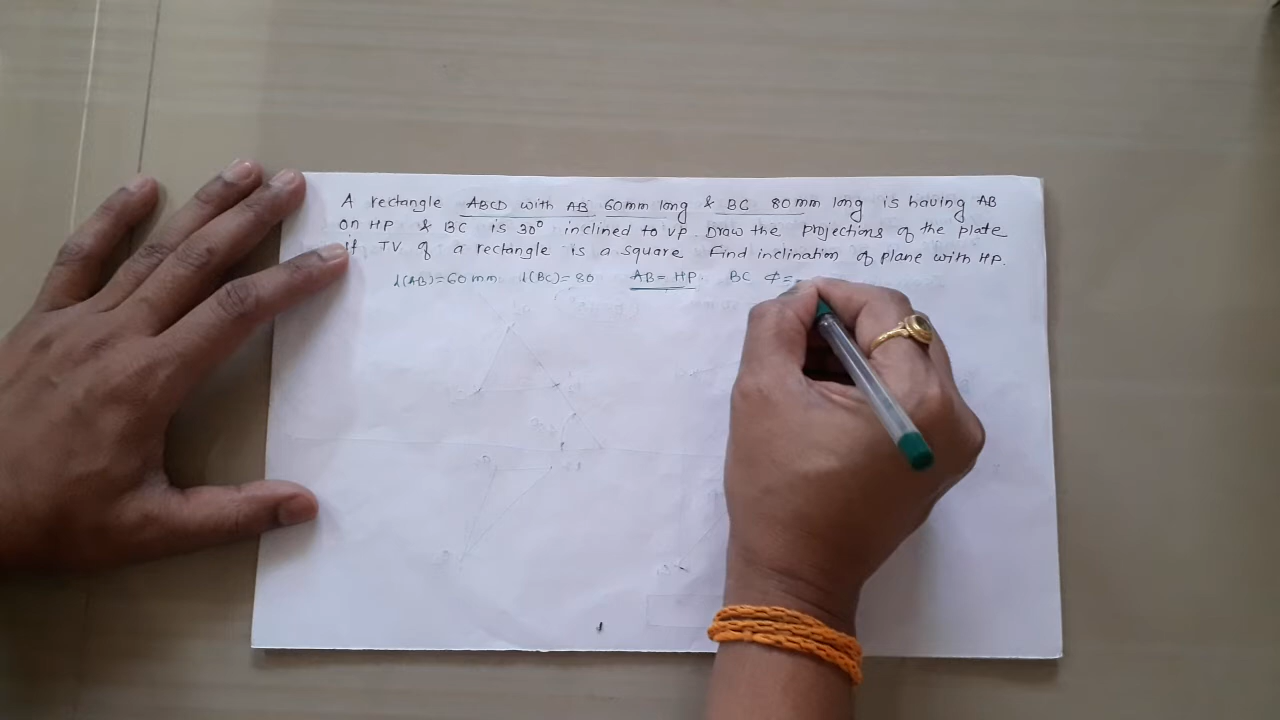 A rectangle ABCD with AB 60mm long & BC 80mm long is having AB
on HP & BC is 30° inclined to VP. Draw the projections of the plate
if TV of a rectangle is a square Find inclination of plane with HP.
l(AB)=60mm l(BC)=80 AB=HP. BC φ=